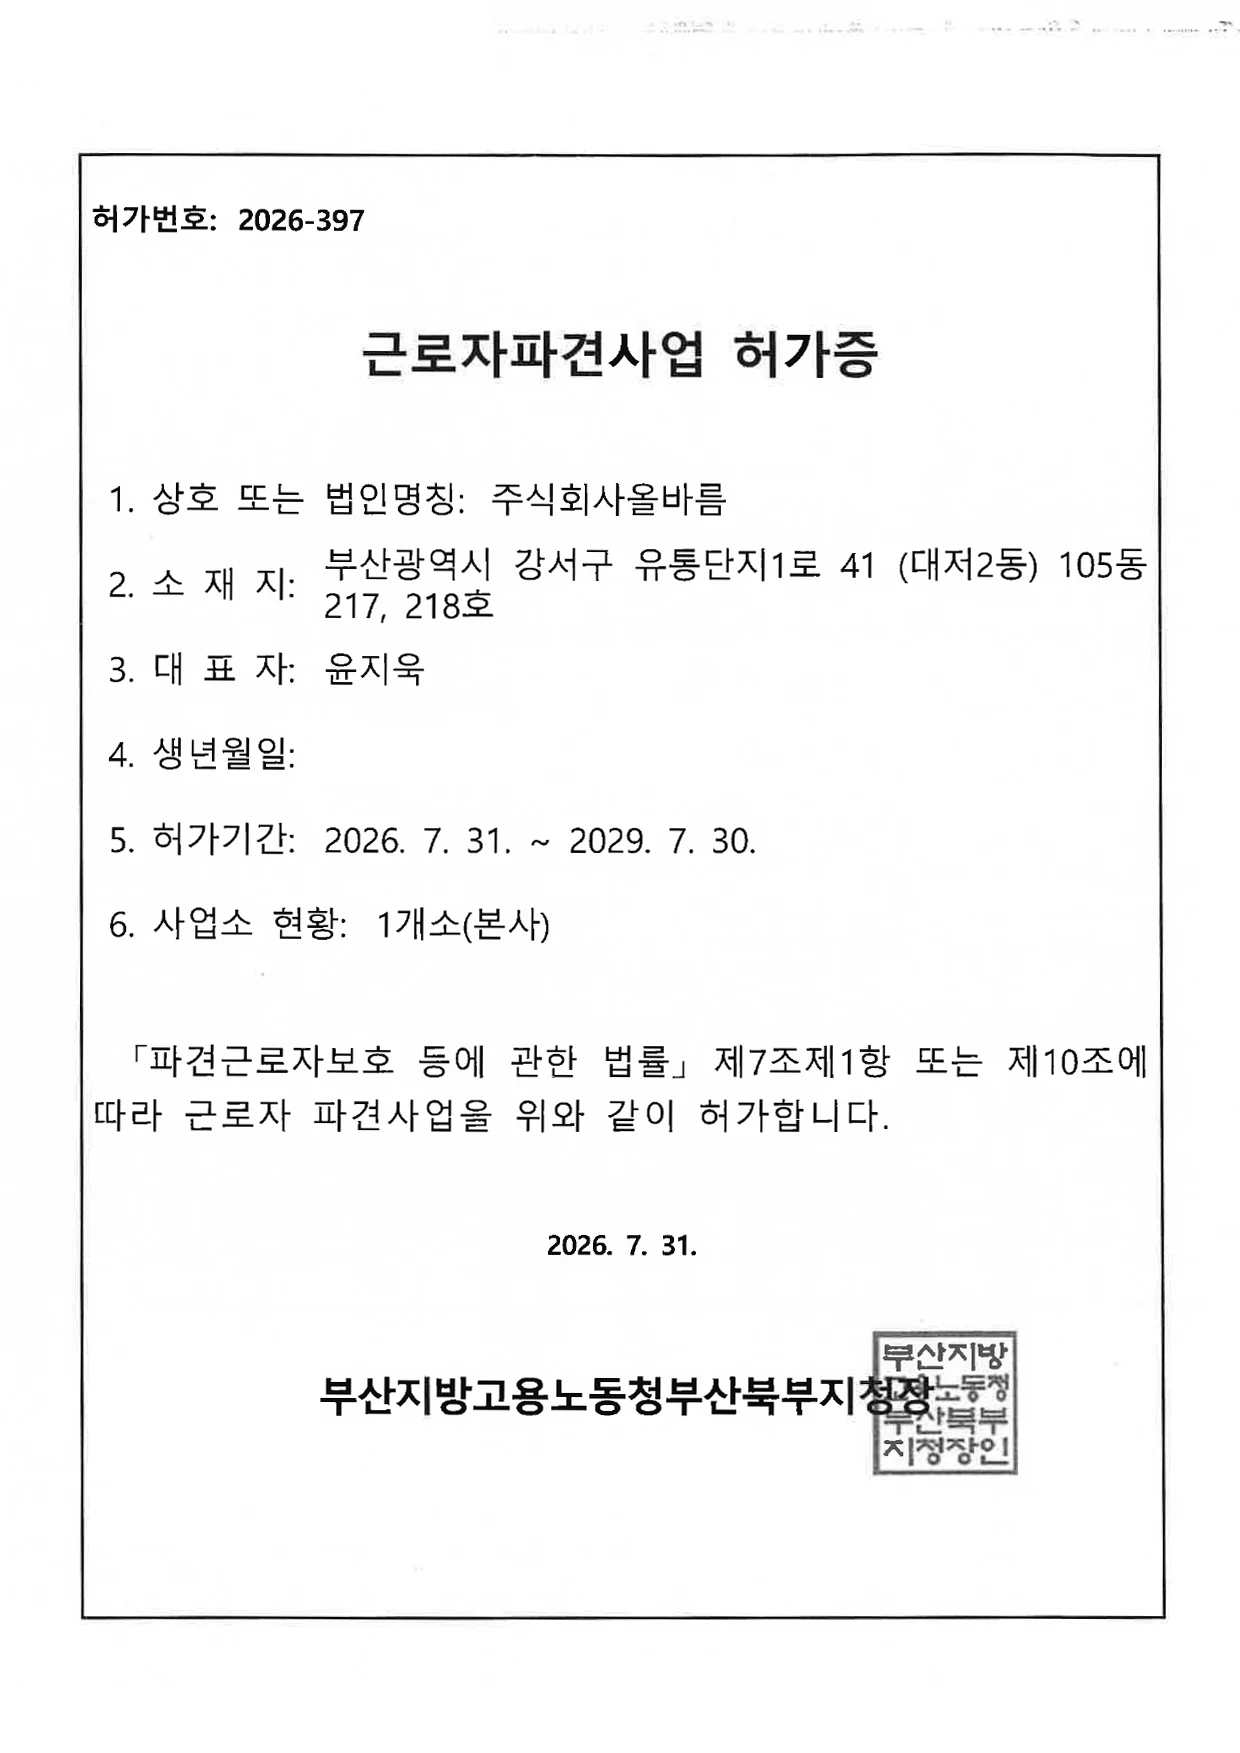 허가번호: 2026-397
근로자파견사업 허가증
1. 상호 또는 법인명칭: 주식회사올바름
2. 소 재 지: 부산광역시 강서구 유통단지1로 41 (대저2동) 105동
217, 218호
3. 대 표 자: 윤지욱
4. 생년월일:
5. 허가기간: 2026. 7. 31. ~ 2029. 7. 30.
6. 사업소 현황: 1개소(본사)
「파견근로자보호 등에 관한 법률」 제7조제1항 또는 제10조에
따라 근로자 파견사업을 위와 같이 허가합니다.
2026. 7. 31.
부산지방고용노동청부산북부지청장
부산지방
고용노동청
부산북부
지청장인